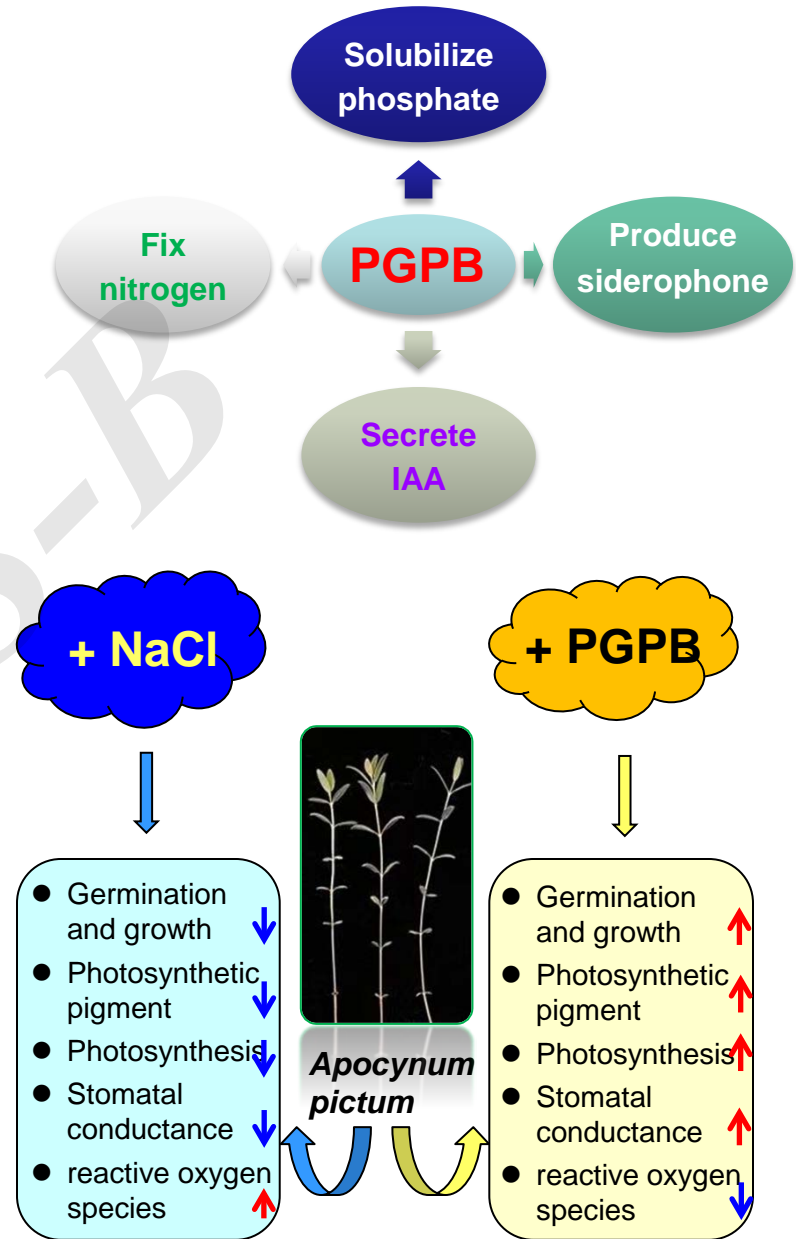 Solubilize
phosphate
Fix
nitrogen
PGPB
Produce
siderophone
Secrete
IAA
+ NaCl
+ PGPB
● Germination
and growth ↓
● Photosynthetic
pigment ↓
● Photosynthesis ↓
● Stomatal
conductance ↓
● reactive oxygen
species ↑
Apocynum
pictum
● Germination
and growth ↑
● Photosynthetic
pigment ↑
● Photosynthesis ↑
● Stomatal
conductance ↑
● reactive oxygen
species ↓
-B